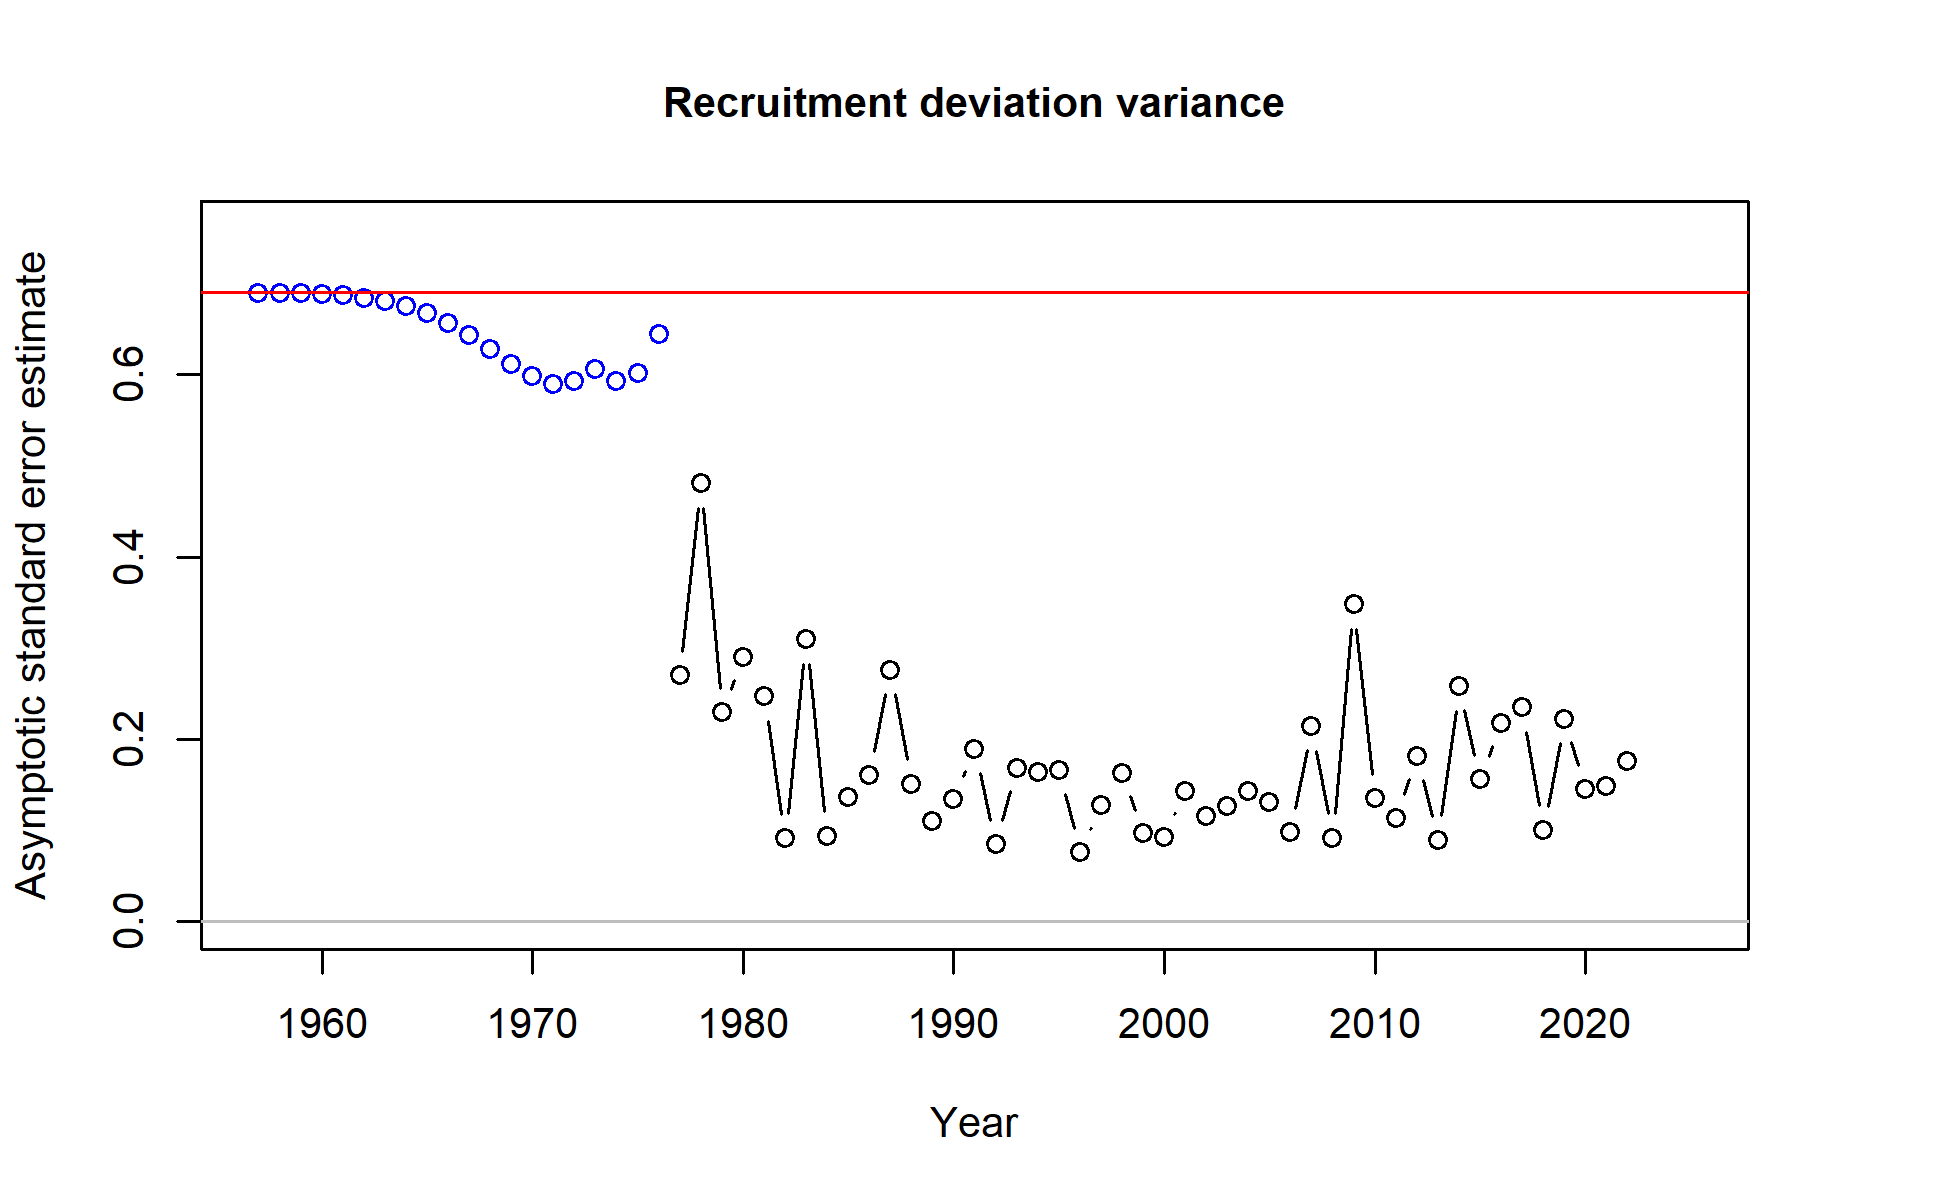 Recruitment deviation variance
Asymptotic standard error estimate
0.6
0.4
0.2
0.0
1960 1970 1980 1990 2000 2010 2020
Year